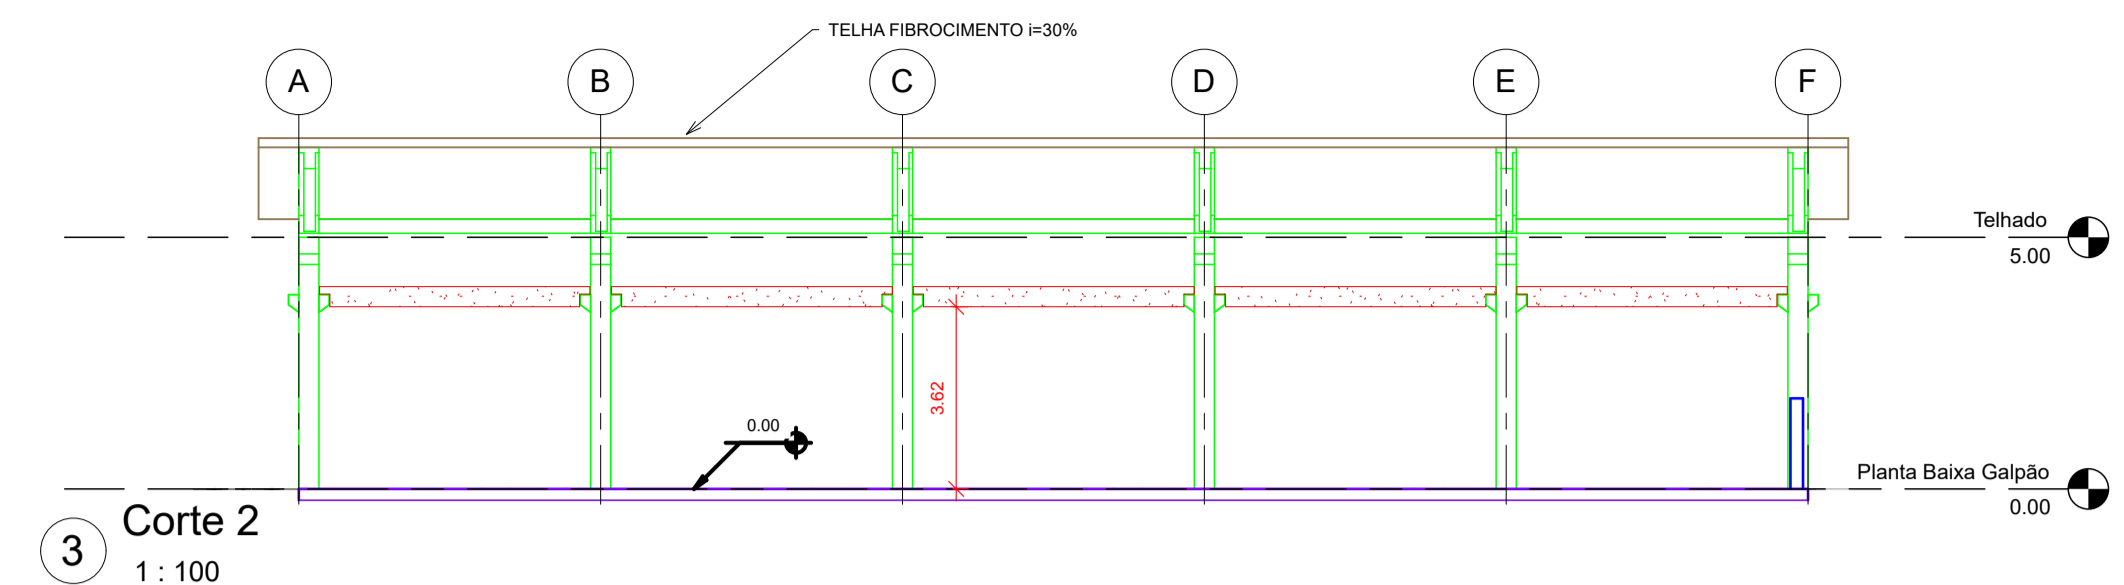 TELHA FIBROCIMENTO i=30%
A
B
C
D
E
F
Telhado
5.00
3.62
0.00
Planta Baixa Galpão
0.00
3
Corte 2
1 : 100